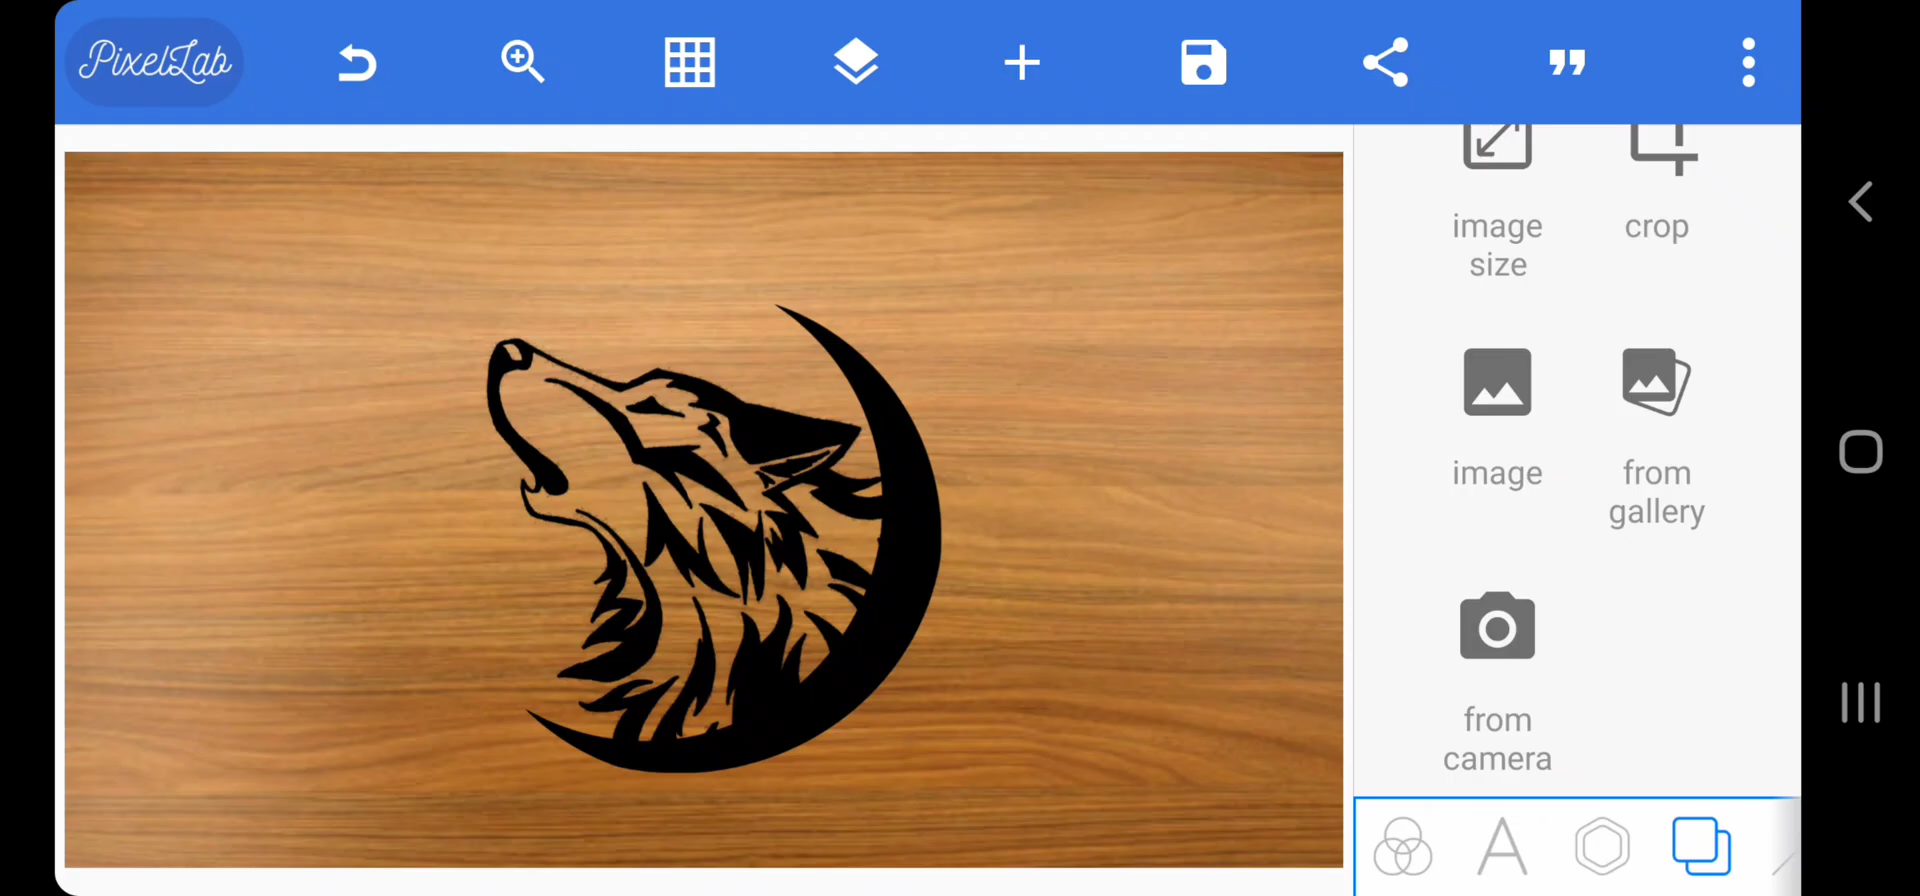 PixelLab
image
size
crop
image
from
gallery
from
camera